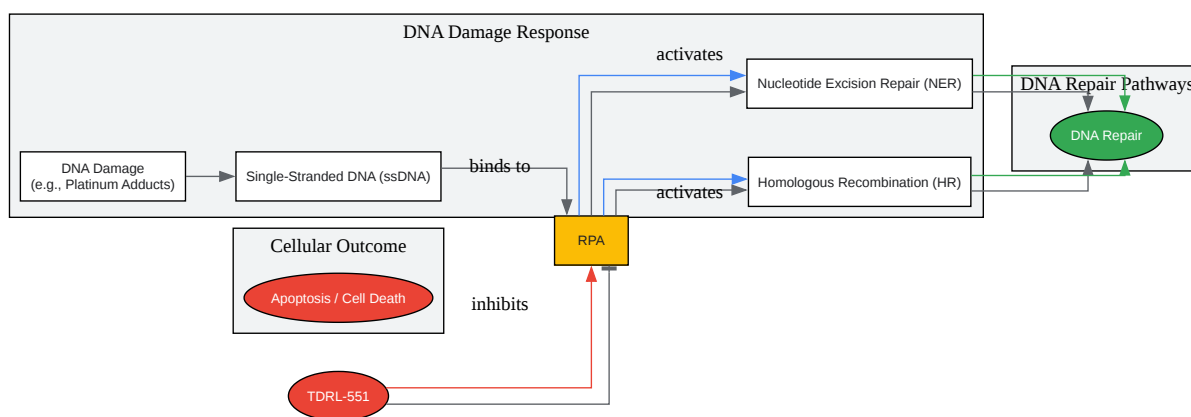 DNA Damage Response
activates
Nucleotide Excision Repair (NER)
DNA Repair Pathways
DNA Repair
DNA Damage
(e.g., Platinum Adducts)
Single-Stranded DNA (ssDNA)
binds to
activates
Homologous Recombination (HR)
RPA
Cellular Outcome
Apoptosis / Cell Death
inhibits
TDRL-551